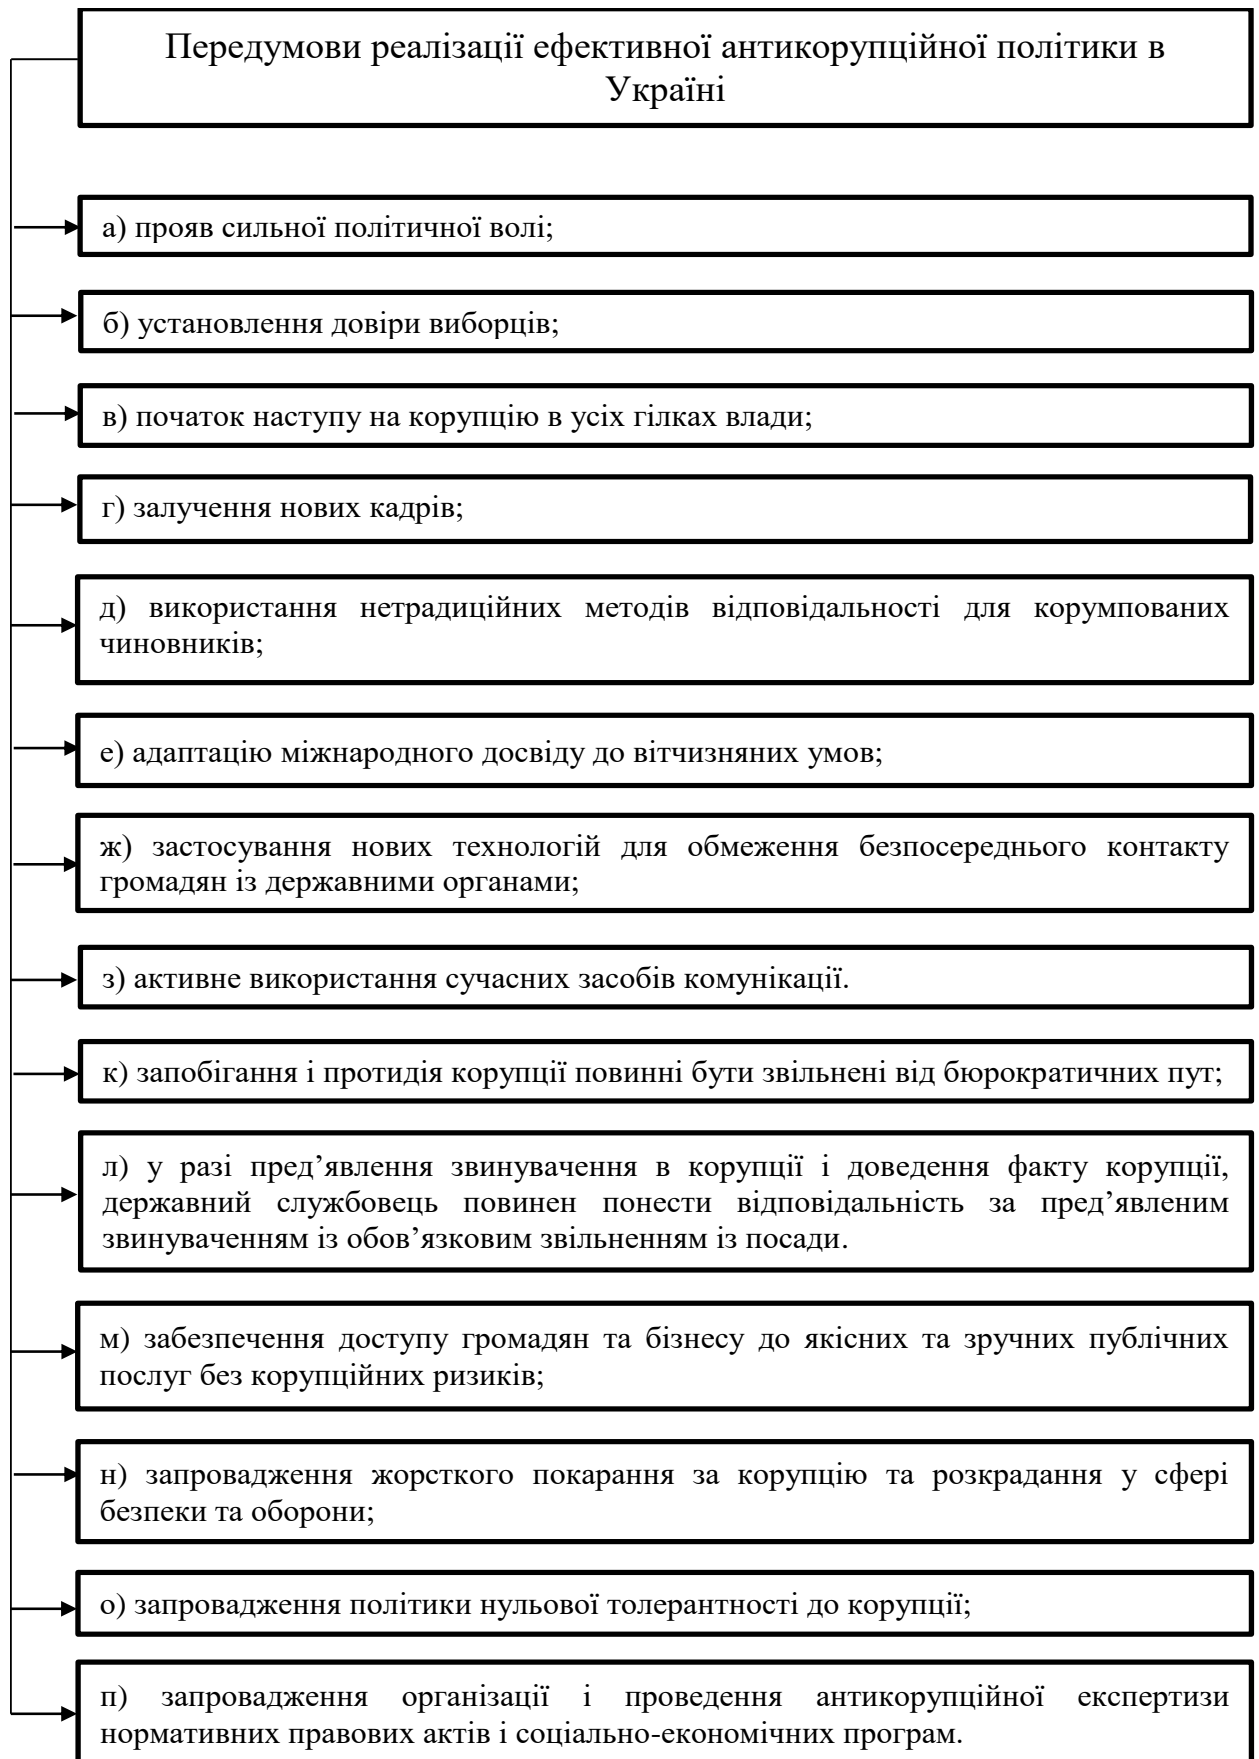 Передумови реалізації ефективної антикорупційної політики в
Україні
а) прояв сильної політичної волі;
б) установлення довіри виборців;
в) початок наступу на корупцію в усіх гілках влади;
г) залучення нових кадрів;
д) використання нетрадиційних методів відповідальності для корумпованих
чиновників;
е) адаптацію міжнародного досвіду до вітчизняних умов;
ж) застосування нових технологій для обмеження безпосереднього контакту
громадян із державними органами;
з) активне використання сучасних засобів комунікації.
к) запобігання і протидія корупції повинні бути звільнені від бюрократичних пут;
л) у разі пред’явлення звинувачення в корупції і доведення факту корупції,
державний службовець повинен понести відповідальність за пред’явленим
звинуваченням із обов’язковим звільненням із посади.
м) забезпечення доступу громадян та бізнесу до якісних та зручних публічних
послуг без корупційних ризиків;
н) запровадження жорсткого покарання за корупцію та розкрадання у сфері
безпеки та оборони;
о) запровадження політики нульової толерантності до корупції;
п) запровадження організації і проведення антикорупційної експертизи
нормативних правових актів і соціально-економічних програм.